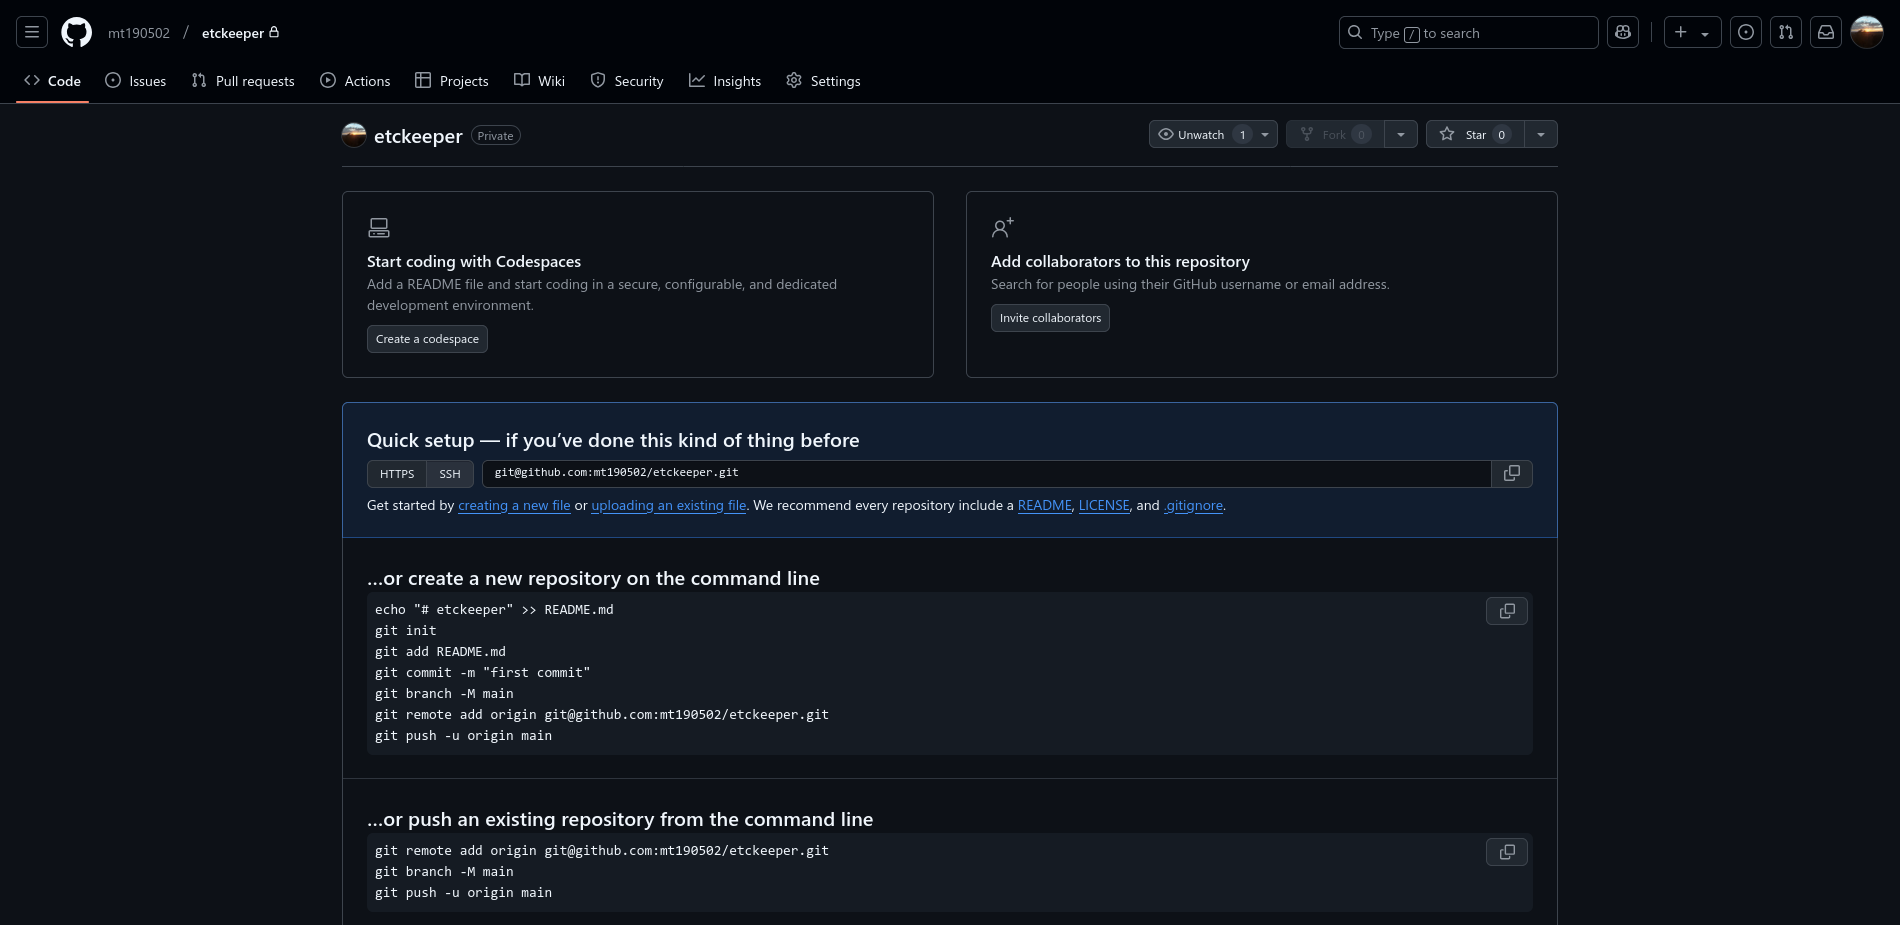 mt190502 / etckeeper
Type / to search
Code
Issues
Pull requests
Actions
Projects
Wiki
Security
Insights
Settings
etckeeper Private
Unwatch 1
Fork 0
Star 0
Start coding with Codespaces
Add a README file and start coding in a secure, configurable, and dedicated
development environment.
Create a codespace
Add collaborators to this repository
Search for people using their GitHub username or email address.
Invite collaborators
Quick setup — if you’ve done this kind of thing before
HTTPS SSH git@github.com:mt190502/etckeeper.git
Get started by creating a new file or uploading an existing file. We recommend every repository include a README, LICENSE, and .gitignore.
…or create a new repository on the command line
echo "# etckeeper" >> README.md
git init
git add README.md
git commit -m "first commit"
git branch -M main
git remote add origin git@github.com:mt190502/etckeeper.git
git push -u origin main
…or push an existing repository from the command line
git remote add origin git@github.com:mt190502/etckeeper.git
git branch -M main
git push -u origin main